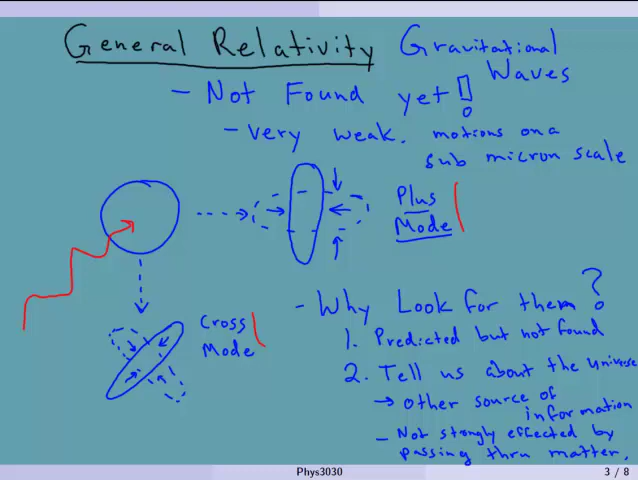 General Relativity Gravitational
Waves
- Not Found yet!
- Very weak. motions on a
sub micron scale
Plus
Mode
Cross
Mode
- Why Look for them?
1. Predicted but not found
2. Tell us about the universe
→ other source of
information
- Not strongly effected by
passing thru matter.
Phys3030
3 / 8